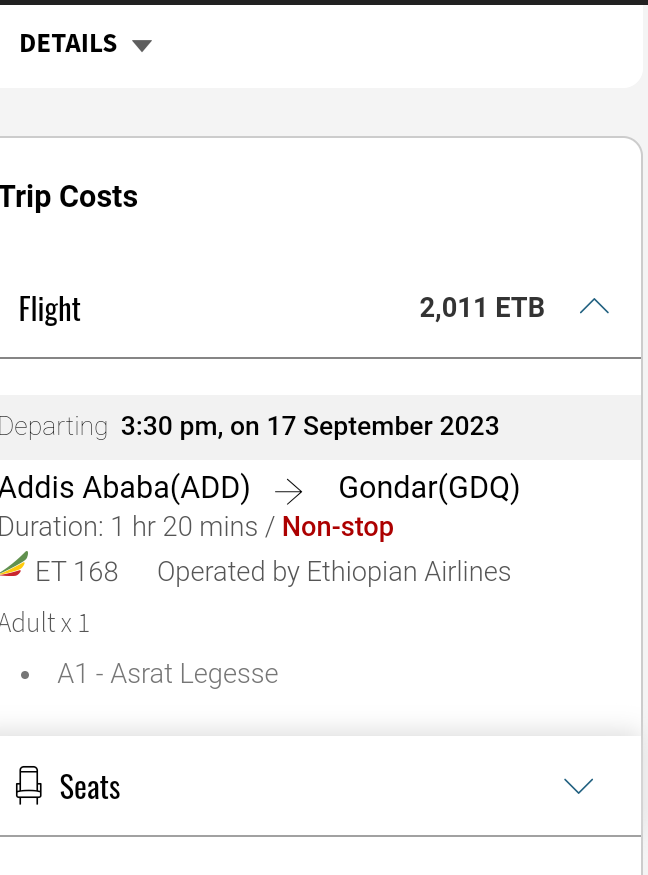 DETAILS
Trip Costs
Flight 2,011 ETB
Departing 3:30 pm, on 17 September 2023
Addis Ababa(ADD) → Gondar(GDQ)
Duration: 1 hr 20 mins / Non-stop
ET 168 Operated by Ethiopian Airlines
Adult x 1
• A1 - Asrat Legesse
Seats